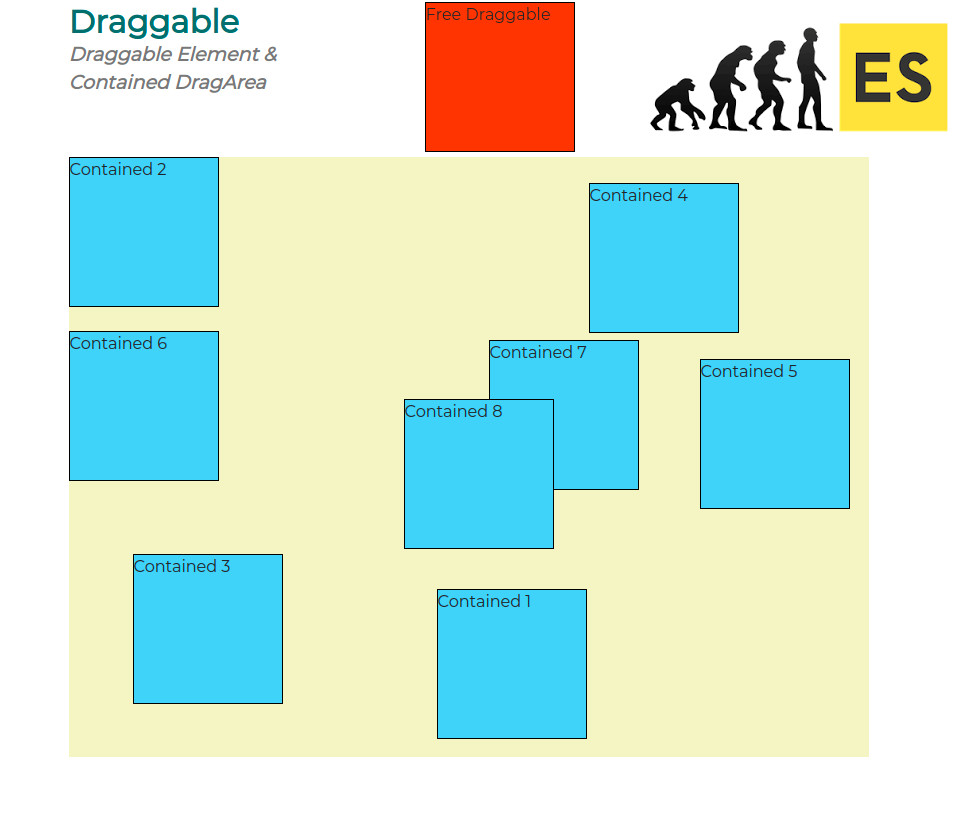 Draggable
Draggable Element &
Contained DragArea
Free Draggable
ES
Contained 2
Contained 4
Contained 6
Contained 7
Contained 5
Contained 8
Contained 3
Contained 1